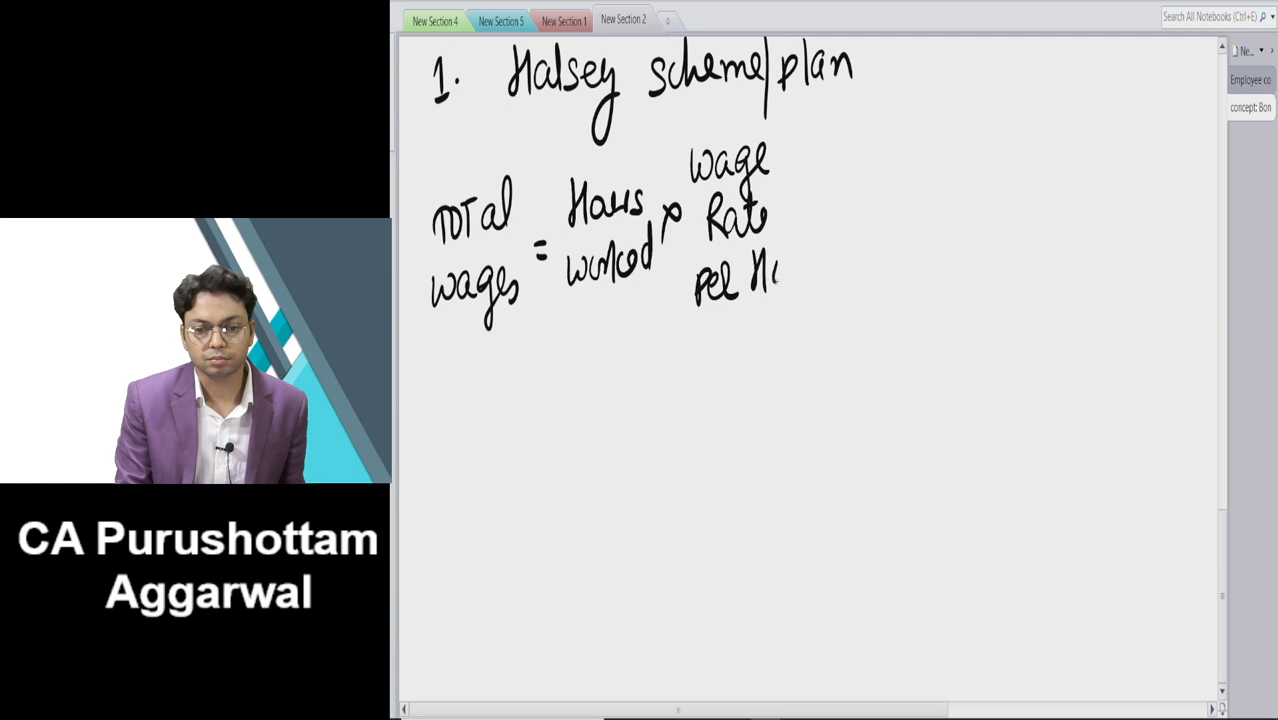 New Section 4
New Section 5
New Section 1
New Section 2
Search All Notebooks (Ctrl+E)
Ne...
Employee co
concept: Bon
1. Halsey scheme/plan
Total wages = Hours worked x wage Rate per H
CA Purushottam
Aggarwal